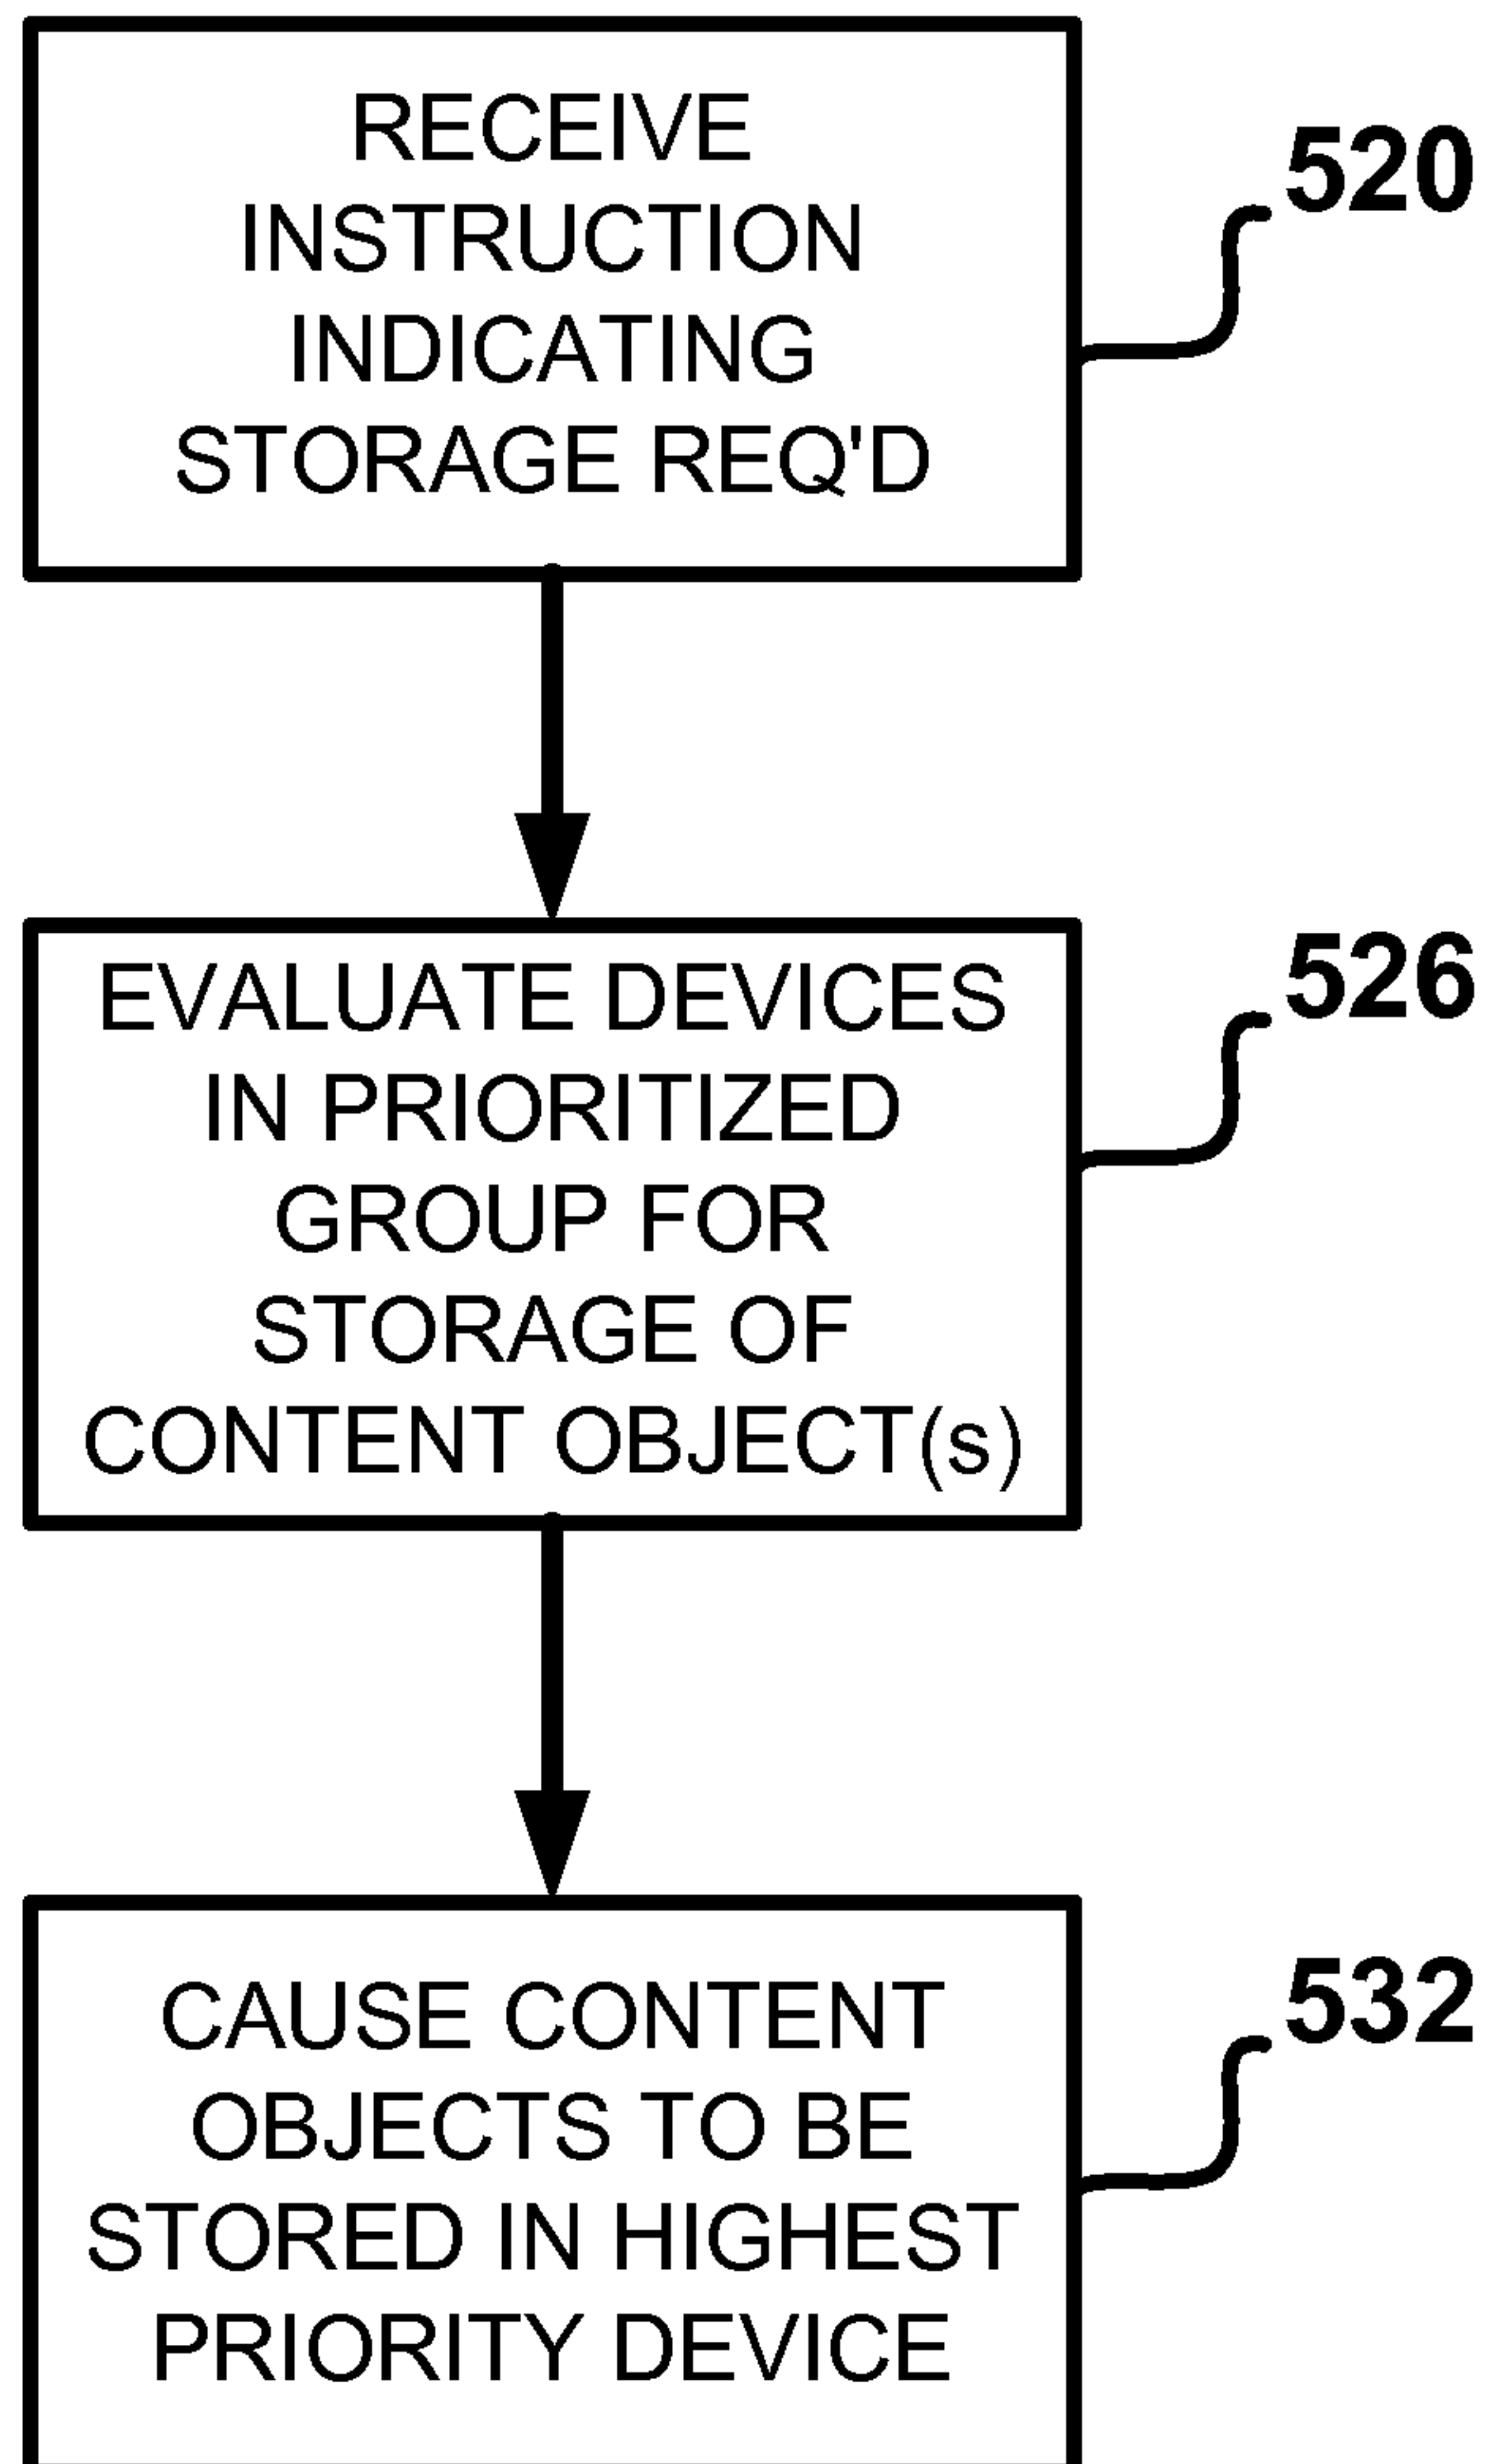 RECEIVE
INSTRUCTION
INDICATING
STORAGE REQ'D
520
EVALUATE DEVICES
IN PRIORITIZED
GROUP FOR
STORAGE OF
CONTENT OBJECT(s)
526
CAUSE CONTENT
OBJECTS TO BE
STORED IN HIGHEST
PRIORITY DEVICE
532